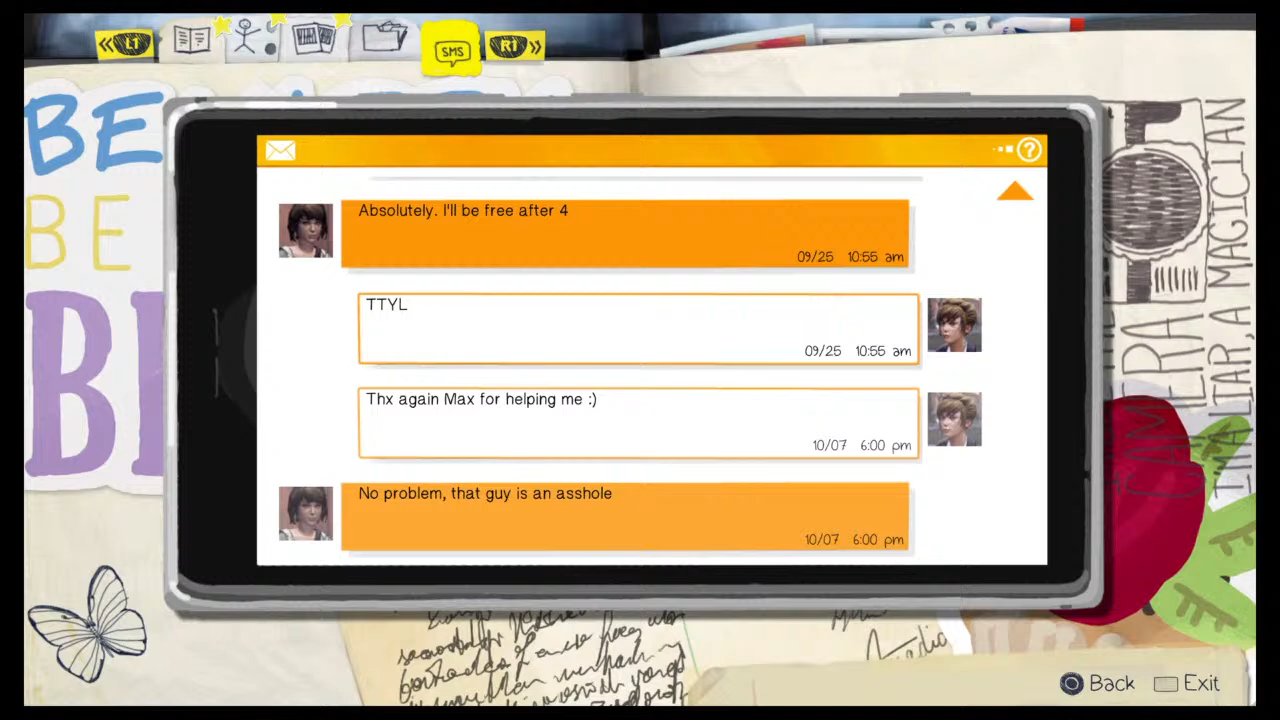 L1
SMS
R1
BE
BE
Absolutely. I'll be free after 4
09/25 10:55 am
TTYL
09/25 10:55 am
Thx again Max for helping me :)
10/07 6:00 pm
No problem, that guy is an asshole
10/07 6:00 pm
CAMERA
LIAR, A MAGICIAN
Back Exit